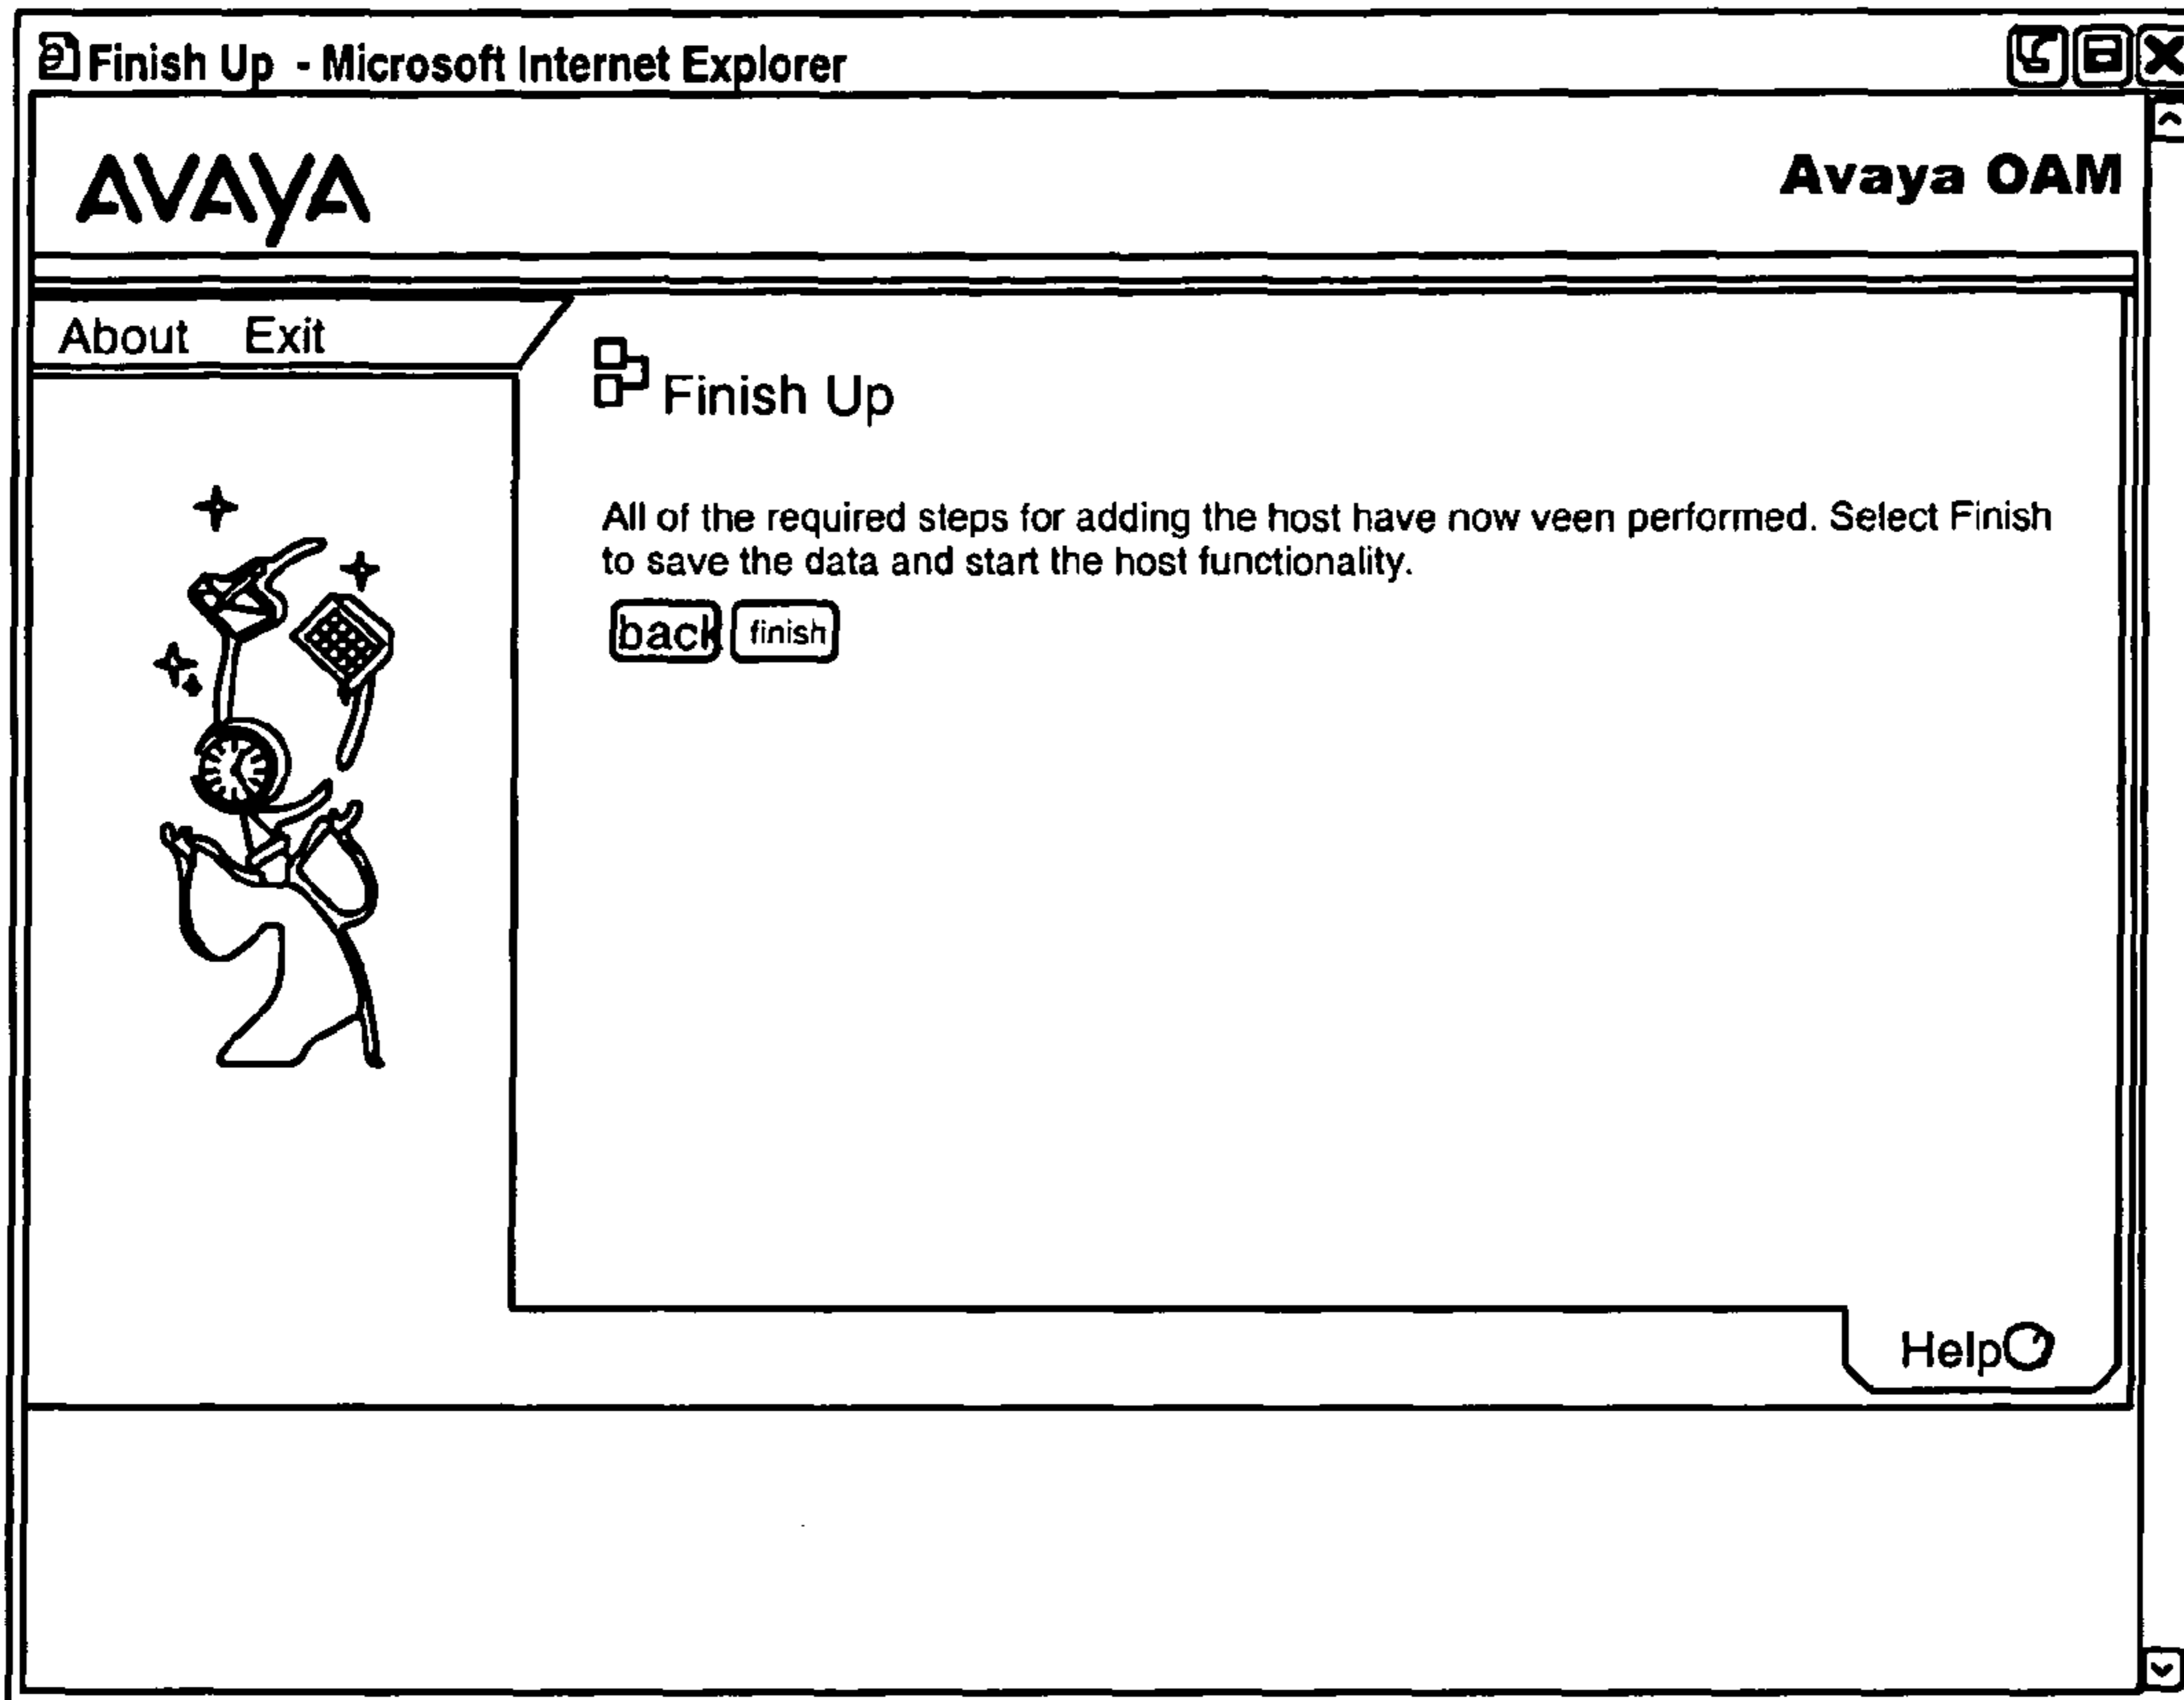 Finish Up - Microsoft Internet Explorer
AVAYA
Avaya OAM
About Exit
Finish Up
All of the required steps for adding the host have now veen performed. Select Finish
to save the data and start the host functionality.
back finish
Help